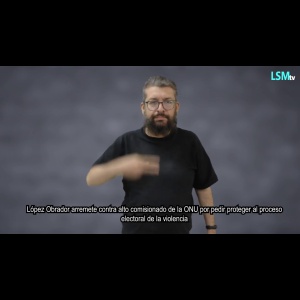 LSMtv
López Obrador arremete contra alto comisionado de la ONU por pedir proteger al proceso
electoral de la violencia